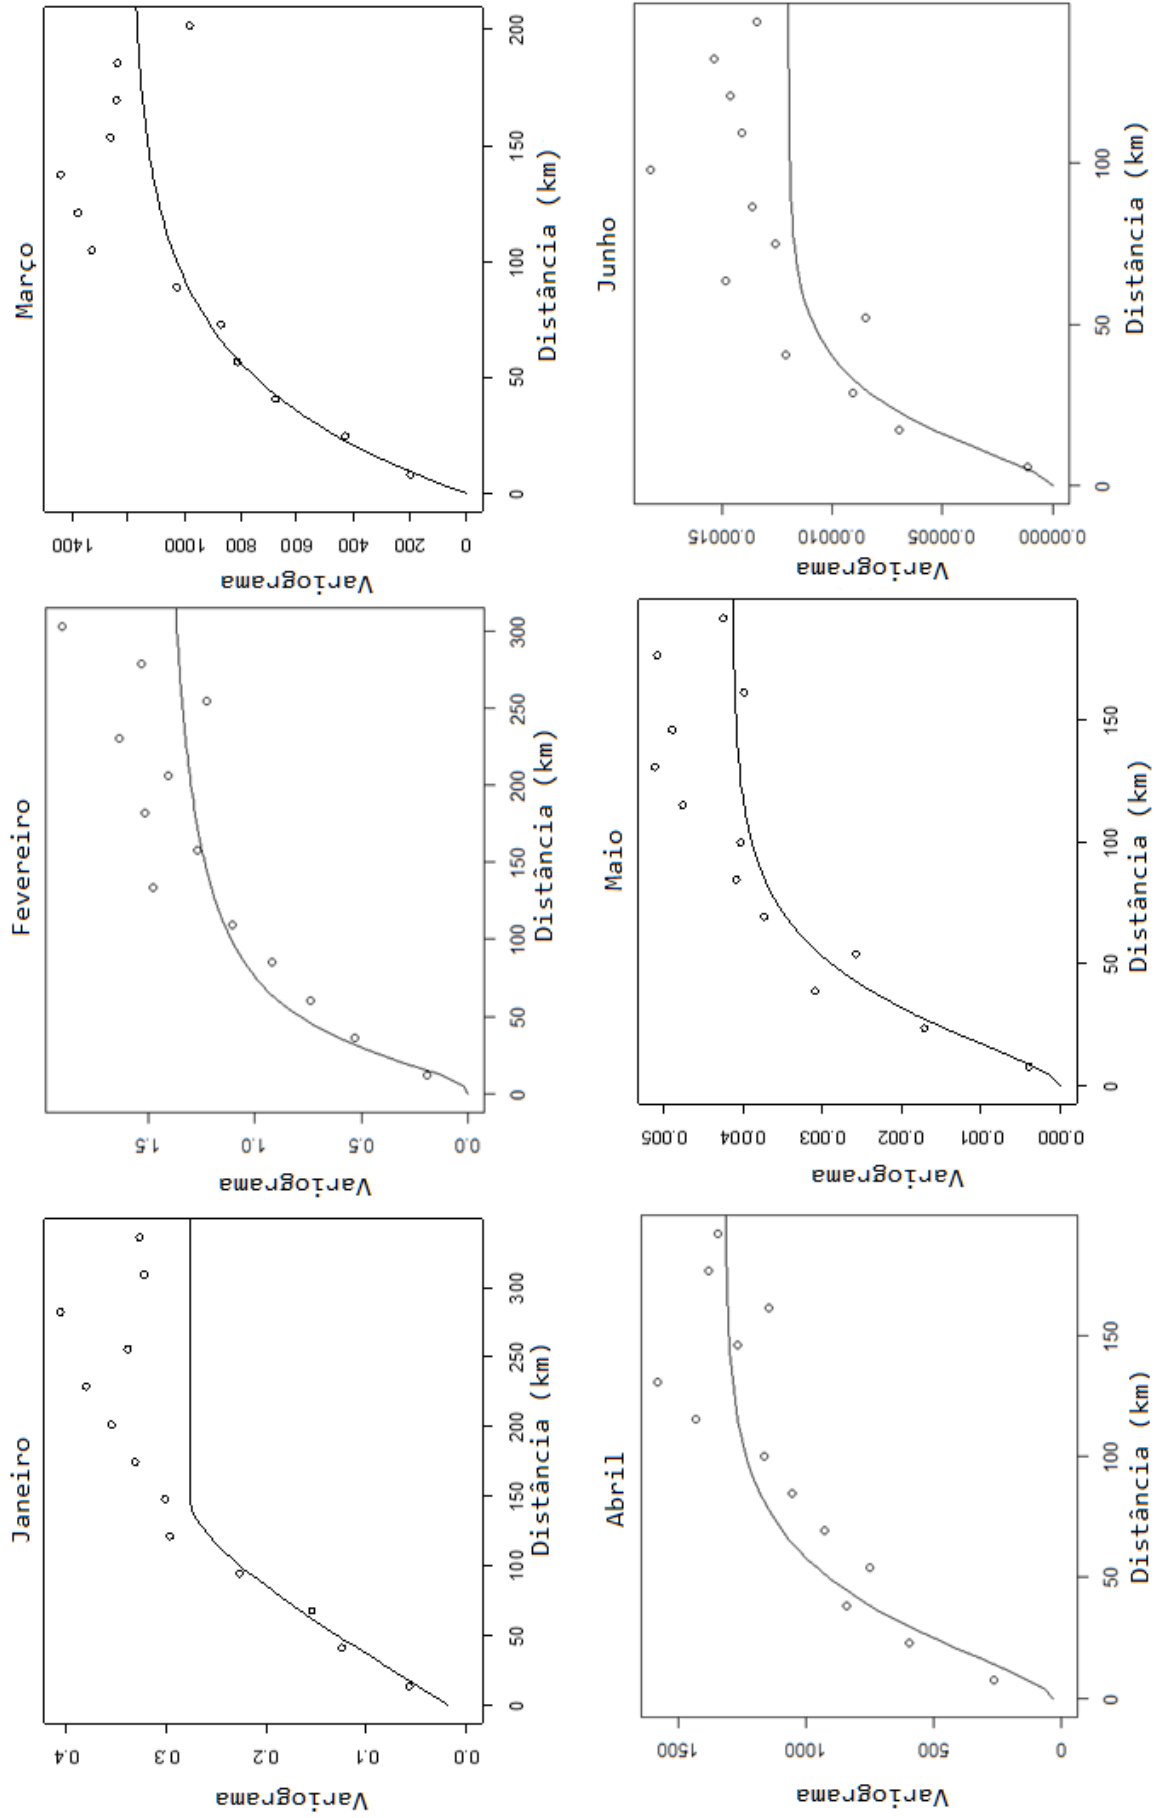 Janeiro
Variograma
0.4
0.3
0.2
0.1
0.0
0 50 100 150 200 250 300
Distância (km)
Fevereiro
Variograma
1.5
1.0
0.5
0.0
0 50 100 150 200 250 300
Distância (km)
Março
Variograma
1400
1000
800
600
400
200
0
0 50 100 150 200
Distância (km)
Abril
Variograma
1500
1000
500
0
0 50 100 150
Distância (km)
Maio
Variograma
0.005
0.004
0.003
0.002
0.001
0.000
0 50 100 150
Distância (km)
Junho
Variograma
0.00015
0.00010
0.00005
0.00000
0 50 100
Distância (km)